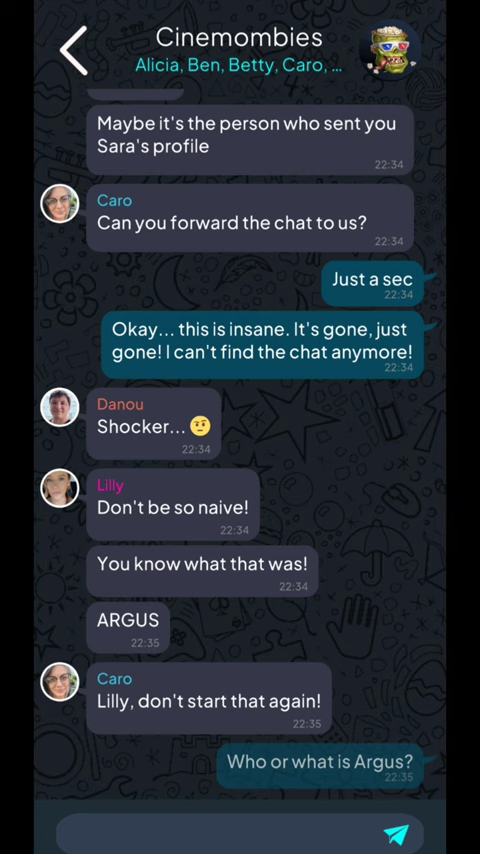 Cinemombies
Alicia, Ben, Betty, Caro, ...
Maybe it's the person who sent you
Sara's profile
22:34
Caro
Can you forward the chat to us?
22:34
Just a sec
22:34
Okay... this is insane. It's gone, just
gone! I can't find the chat anymore!
22:34
Danou
Shocker... 🤨
22:34
Lilly
Don't be so naive!
22:34
You know what that was!
22:34
ARGUS
22:35
Caro
Lilly, don't start that again!
22:35
Who or what is Argus?
22:35